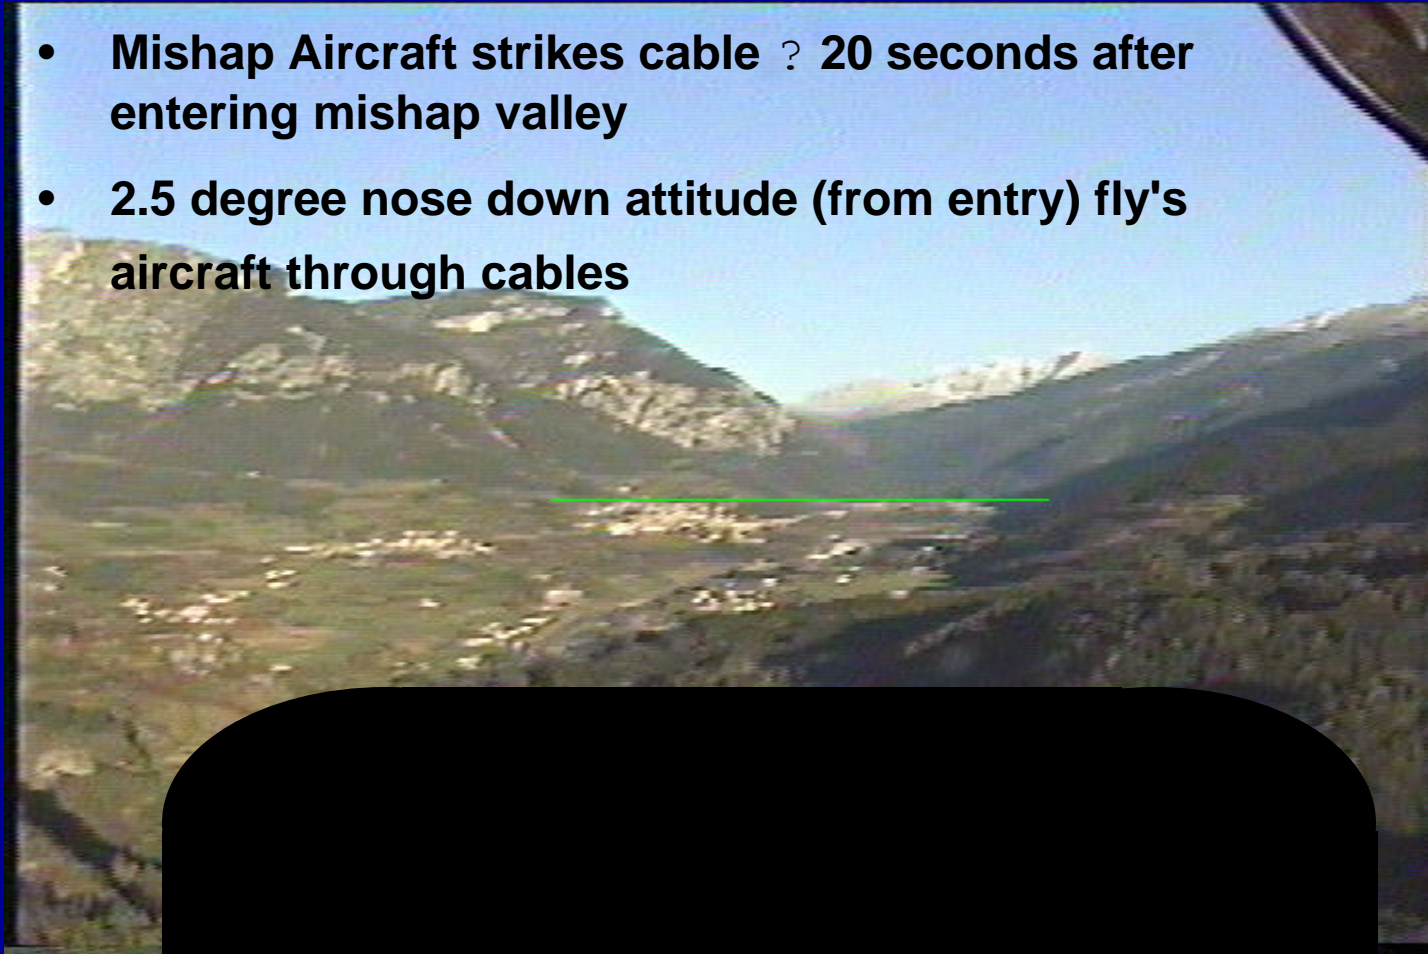 • Mishap Aircraft strikes cable ? 20 seconds after
entering mishap valley
• 2.5 degree nose down attitude (from entry) fly's
aircraft through cables